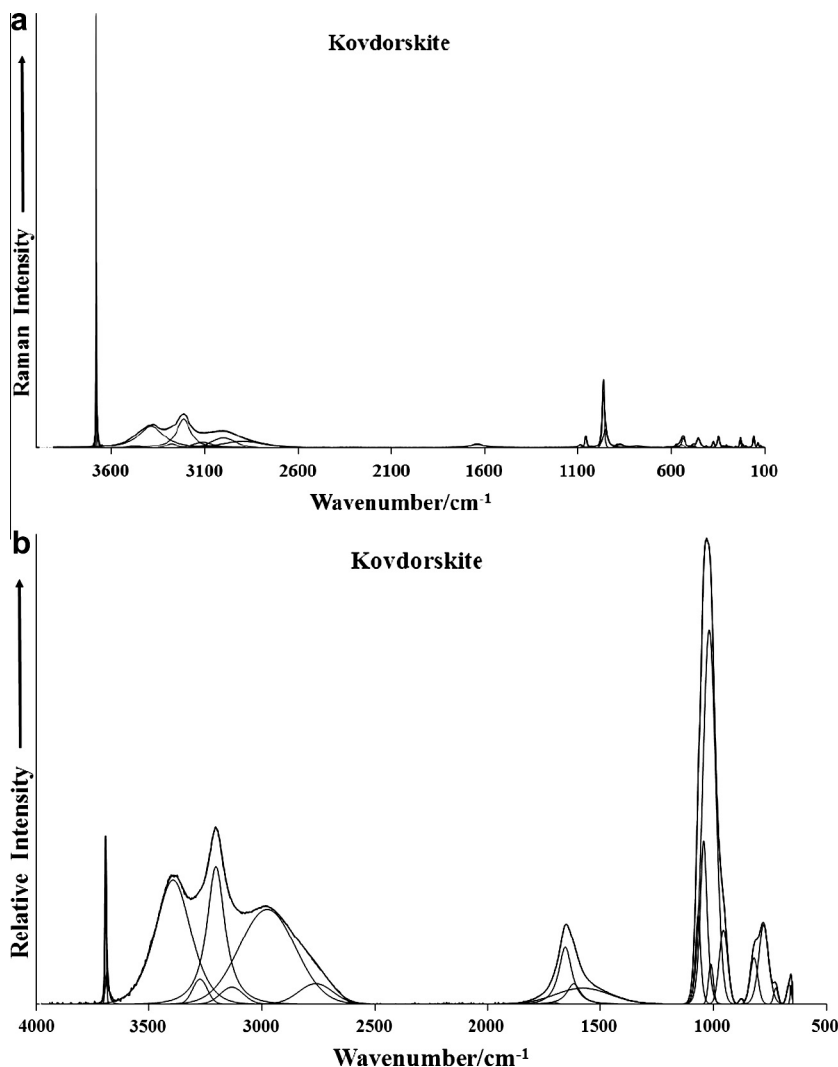 a
Kovdorskite
Raman Intensity
3600 3100 2600 2100 1600 1100 600 100
Wavenumber/cm-1
b
Kovdorskite
Relative Intensity
4000 3500 3000 2500 2000 1500 1000 500
Wavenumber/cm-1